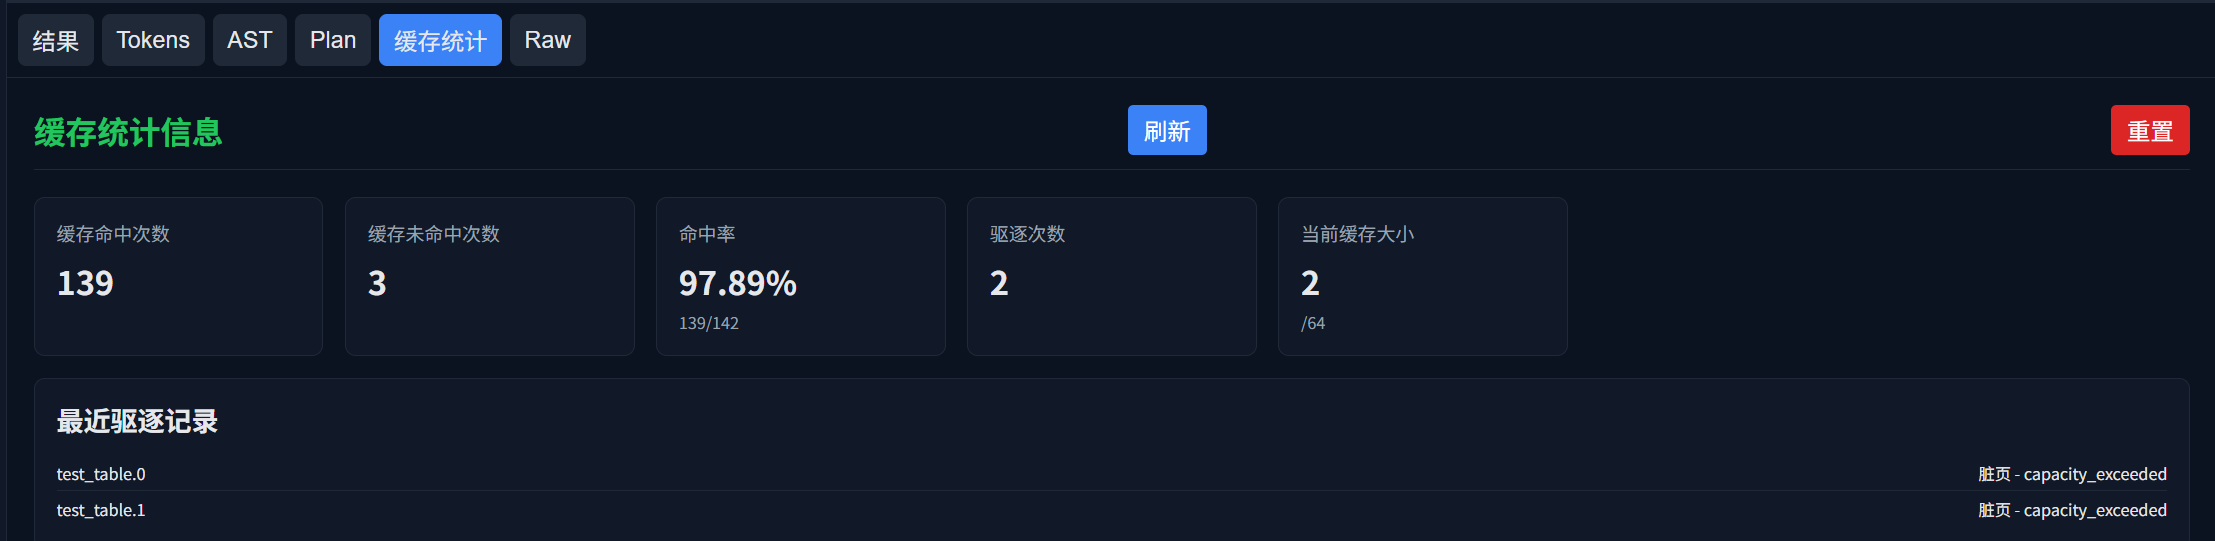 结果 Tokens AST Plan 缓存统计 Raw
缓存统计信息 刷新 重置
缓存命中次数 缓存未命中次数 命中率 驱逐次数 当前缓存大小
139 3 97.89% 2 2
139/142 /64
最近驱逐记录
test_table.0 脏页 - capacity_exceeded
test_table.1 脏页 - capacity_exceeded